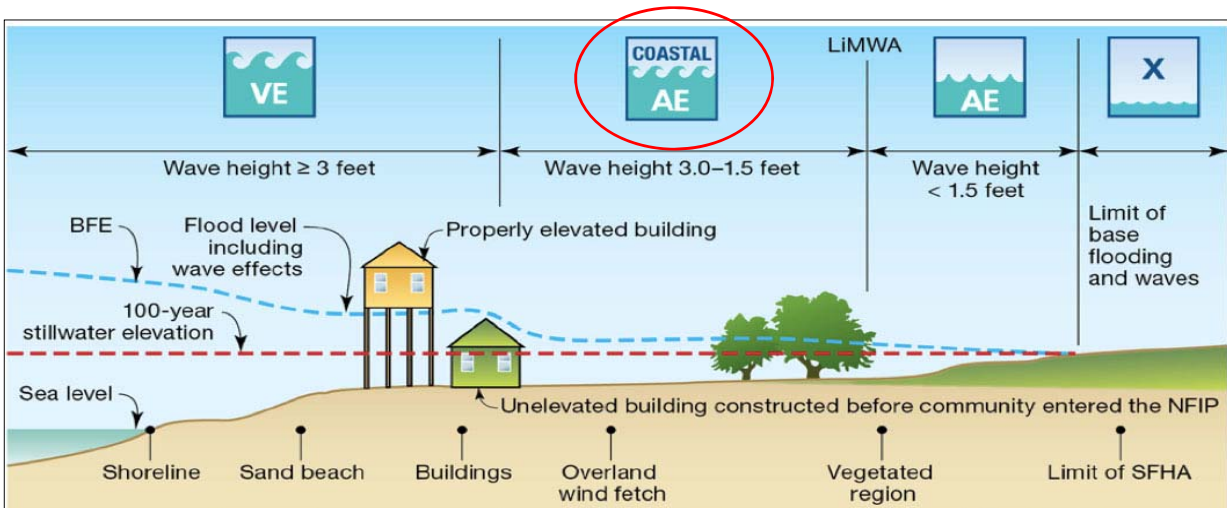 VE
COASTAL
AE
LiMWA
AE
X
Wave height ≥ 3 feet
Wave height 3.0–1.5 feet
Wave height
< 1.5 feet
Limit of
base
flooding
and waves
BFE
Flood level
including
wave effects
Properly elevated building
100-year
stillwater elevation
Sea level
Unelevated building constructed before community entered the NFIP
Shoreline
Sand beach
Buildings
Overland
wind fetch
Vegetated
region
Limit of SFHA